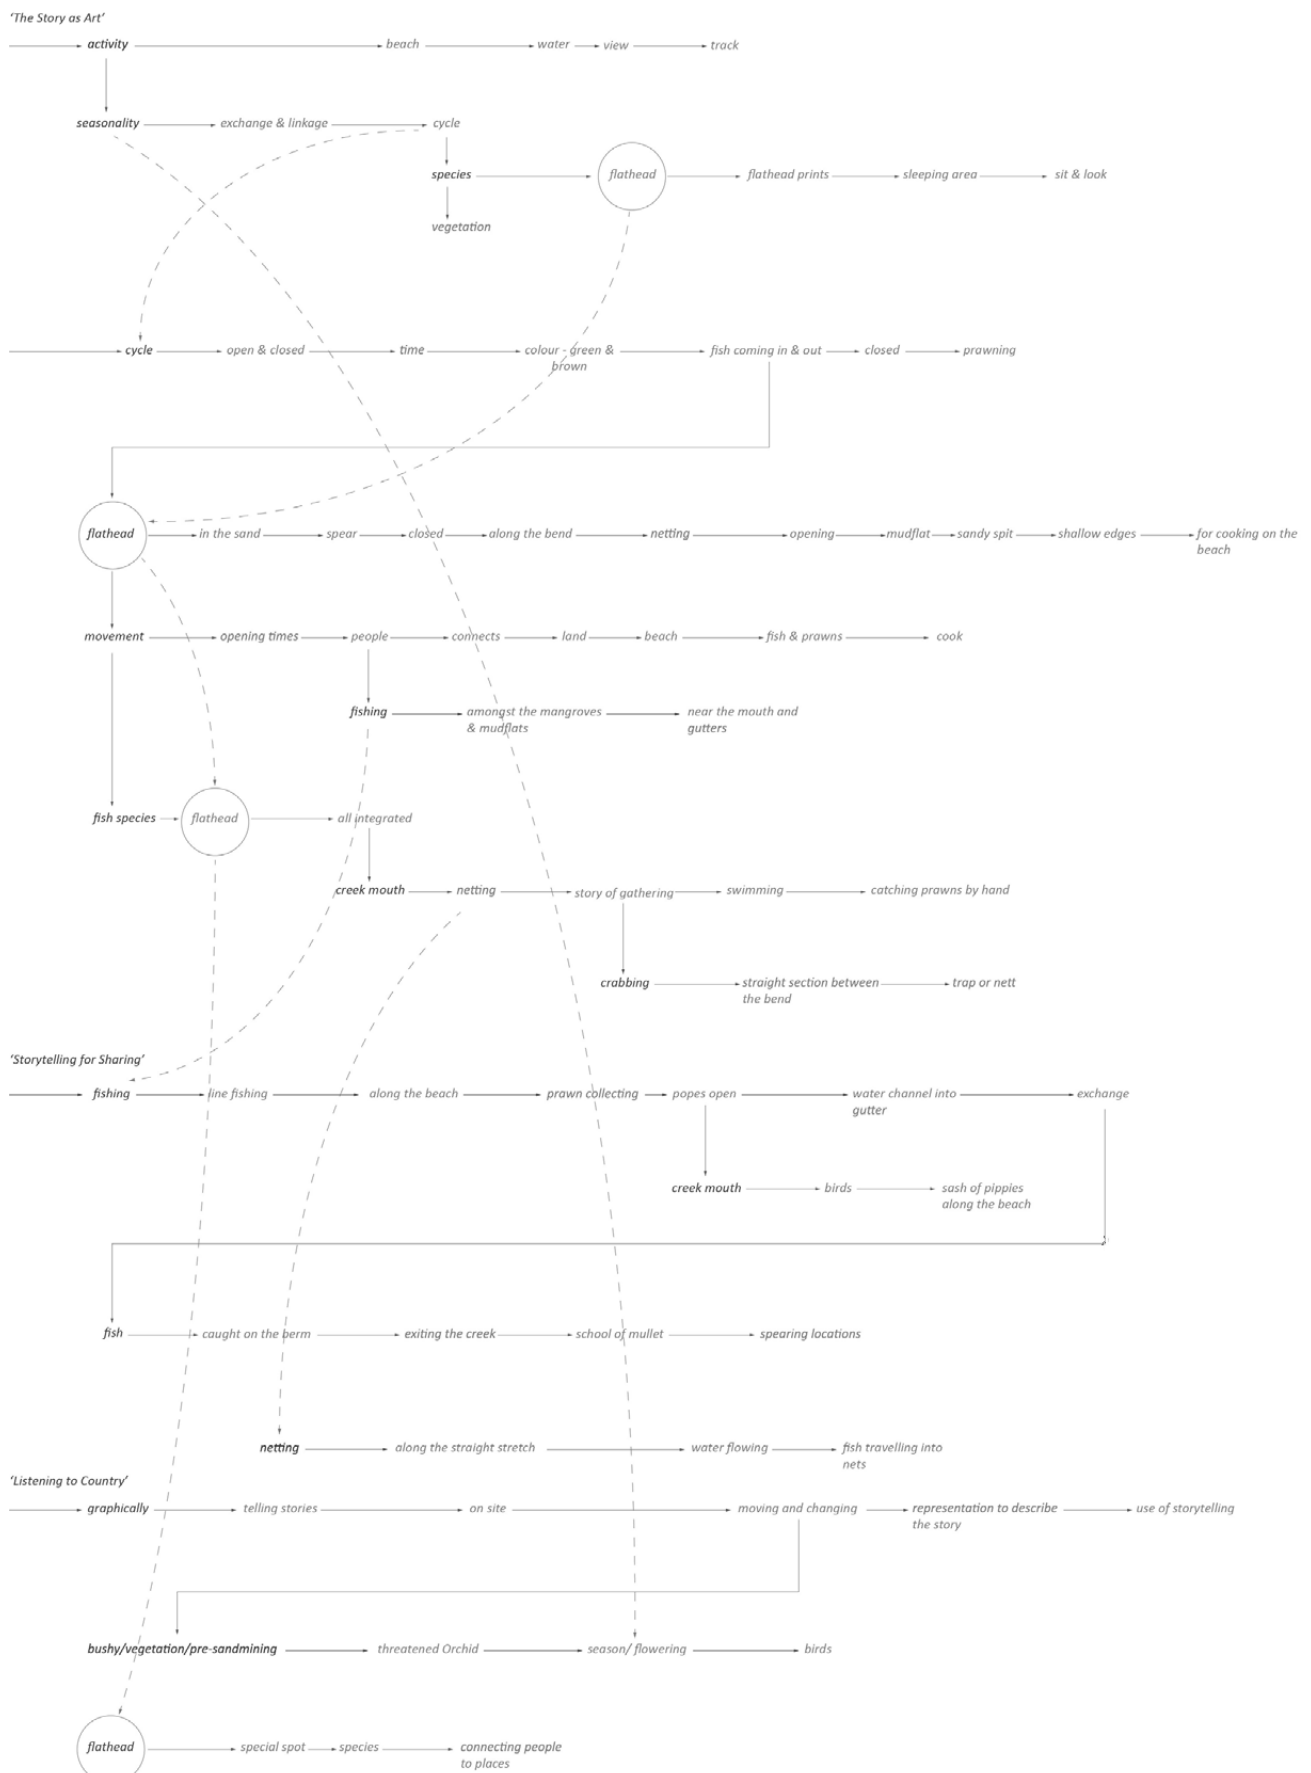 ‘The Story as Art’
activity beach water view track
seasonality exchange & linkage cycle
species flathead flathead prints sleeping area sit & look
vegetation
cycle open & closed time colour - green & fish coming in & out closed prawning
brown
flathead in the sand spear closed along the bend netting opening mudflat sandy spit shallow edges for cooking on the
beach
movement opening times people connects land beach fish & prawns cook
fishing amongst the mangroves near the mouth and
& mudflats gutters
fish species flathead all integrated
creek mouth netting story of gathering swimming catching prawns by hand
crabbing straight section between trap or nett
the bend
‘Storytelling for Sharing’
fishing line fishing along the beach prawn collecting popes open water channel into exchange
gutter
creek mouth birds sash of pippies
along the beach
fish caught on the berm exiting the creek school of mullet spearing locations
netting along the straight stretch water flowing fish travelling into
nets
‘Listening to Country’
graphically telling stories on site moving and changing representation to describe use of storytelling
the story
bushy/vegetation/pre-sandmining threatened Orchid season/ flowering birds
flathead special spot species connecting people
to places